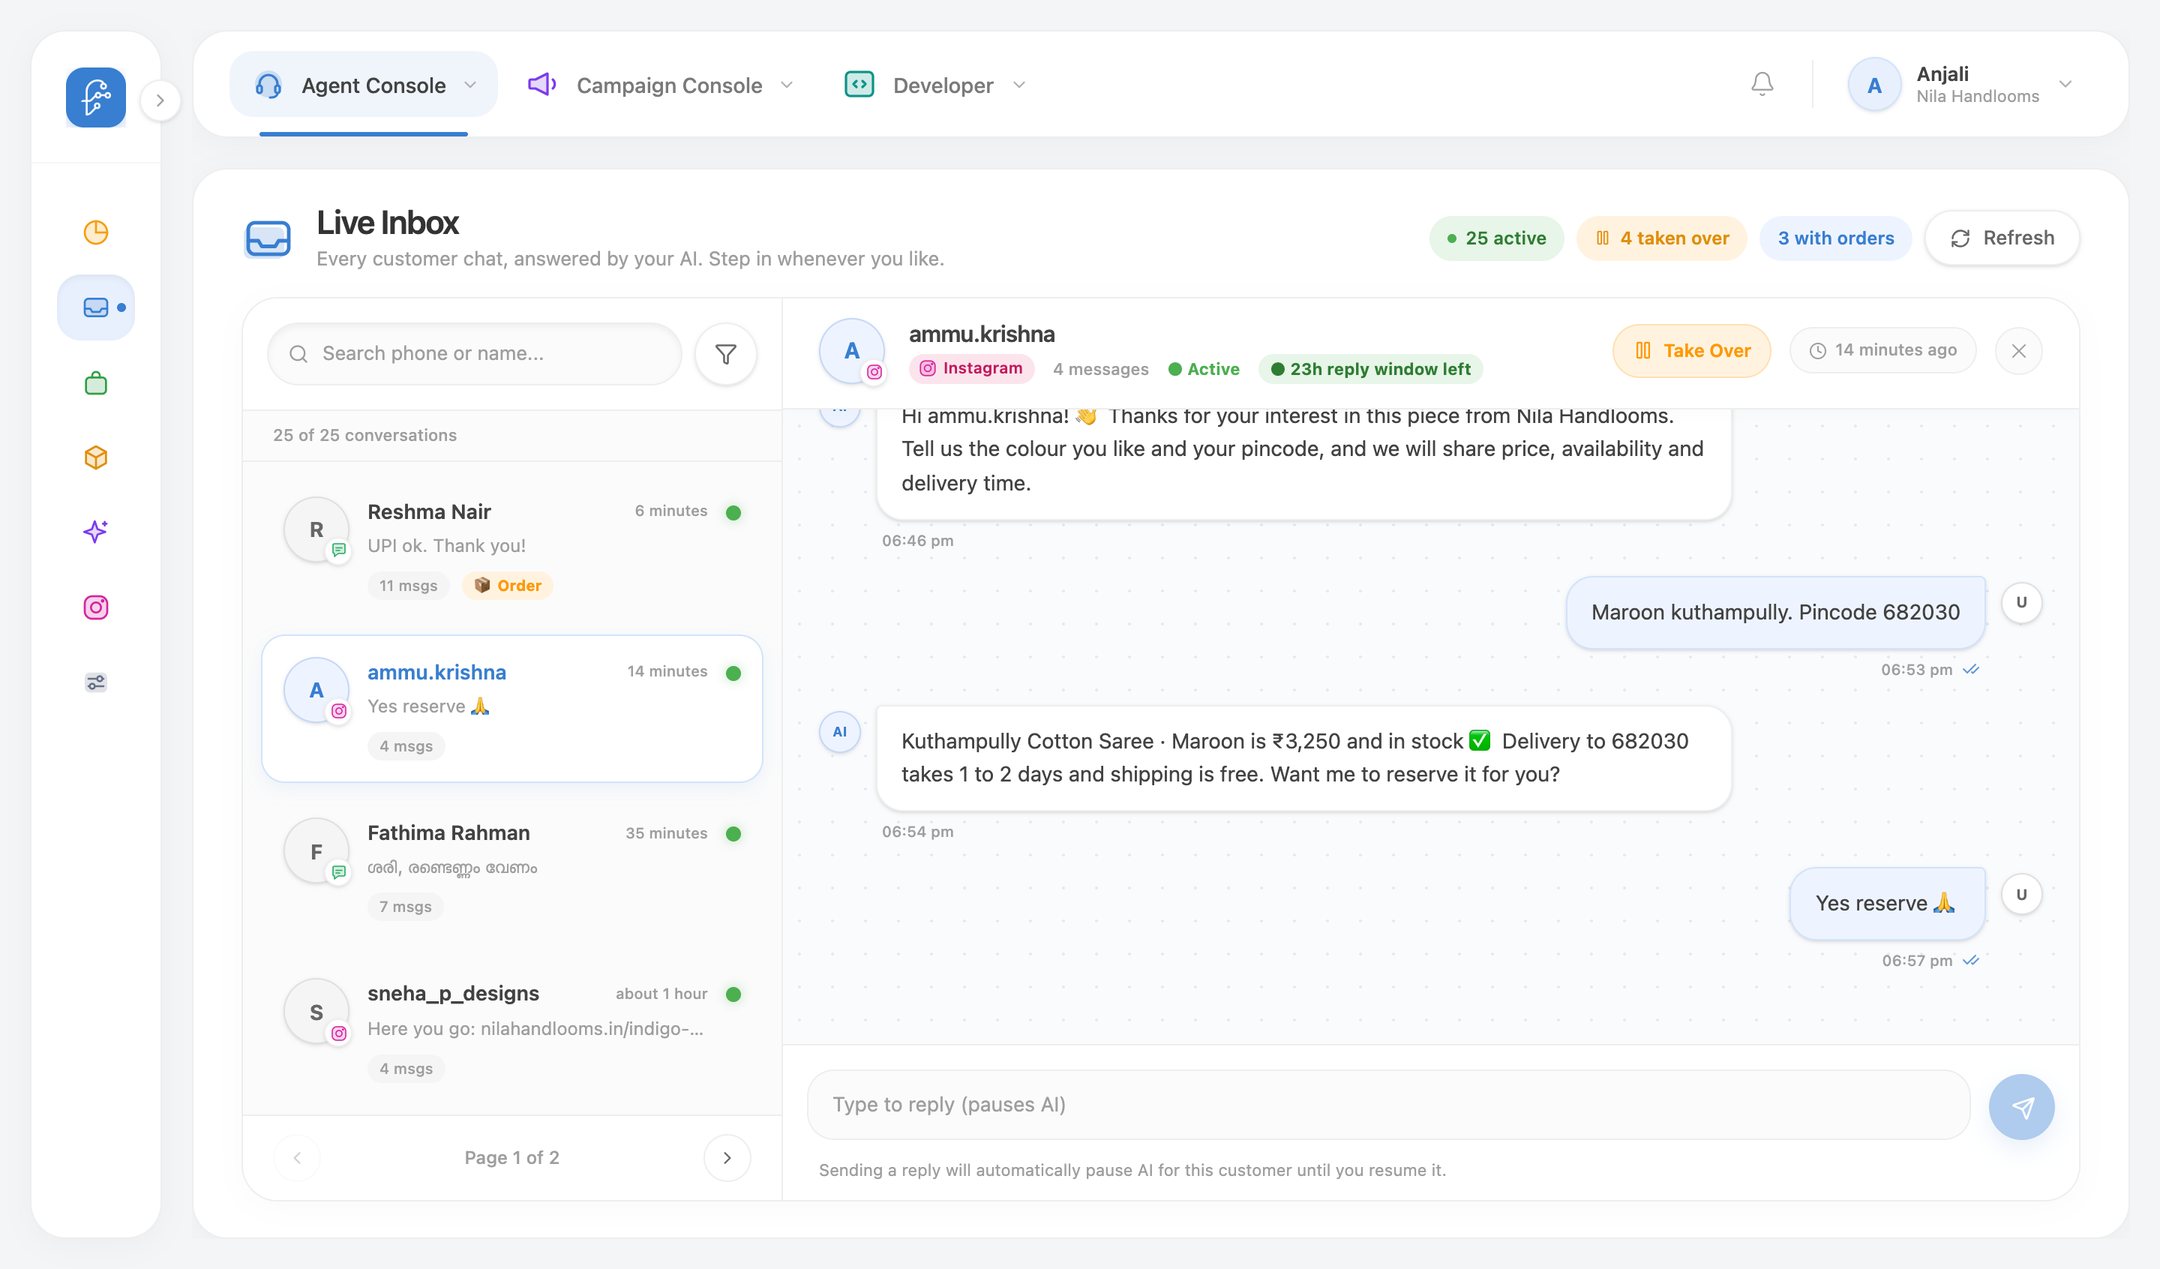 Agent Console
Campaign Console
Developer
A
Anjali
Nila Handlooms
Live Inbox
Every customer chat, answered by your AI. Step in whenever you like.
25 active
4 taken over
3 with orders
Refresh
Search phone or name...
25 of 25 conversations
R
Reshma Nair
6 minutes
UPI ok. Thank you!
11 msgs
📦 Order
A
ammu.krishna
14 minutes
Yes reserve 🙏
4 msgs
F
Fathima Rahman
35 minutes
ശരി, രണ്ടെണ്ണം വേണം
7 msgs
S
sneha_p_designs
about 1 hour
Here you go: nilahandlooms.in/indigo-...
4 msgs
Page 1 of 2
A
ammu.krishna
Instagram
4 messages
Active
23h reply window left
Take Over
14 minutes ago
Hi ammu.krishna! 👋 Thanks for your interest in this piece from Nila Handlooms.
Tell us the colour you like and your pincode, and we will share price, availability and
delivery time.
06:46 pm
Maroon kuthampully. Pincode 682030
U
06:53 pm
AI
Kuthampully Cotton Saree · Maroon is ₹3,250 and in stock ✅ Delivery to 682030
takes 1 to 2 days and shipping is free. Want me to reserve it for you?
06:54 pm
Yes reserve 🙏
U
06:57 pm
Type to reply (pauses AI)
Sending a reply will automatically pause AI for this customer until you resume it.